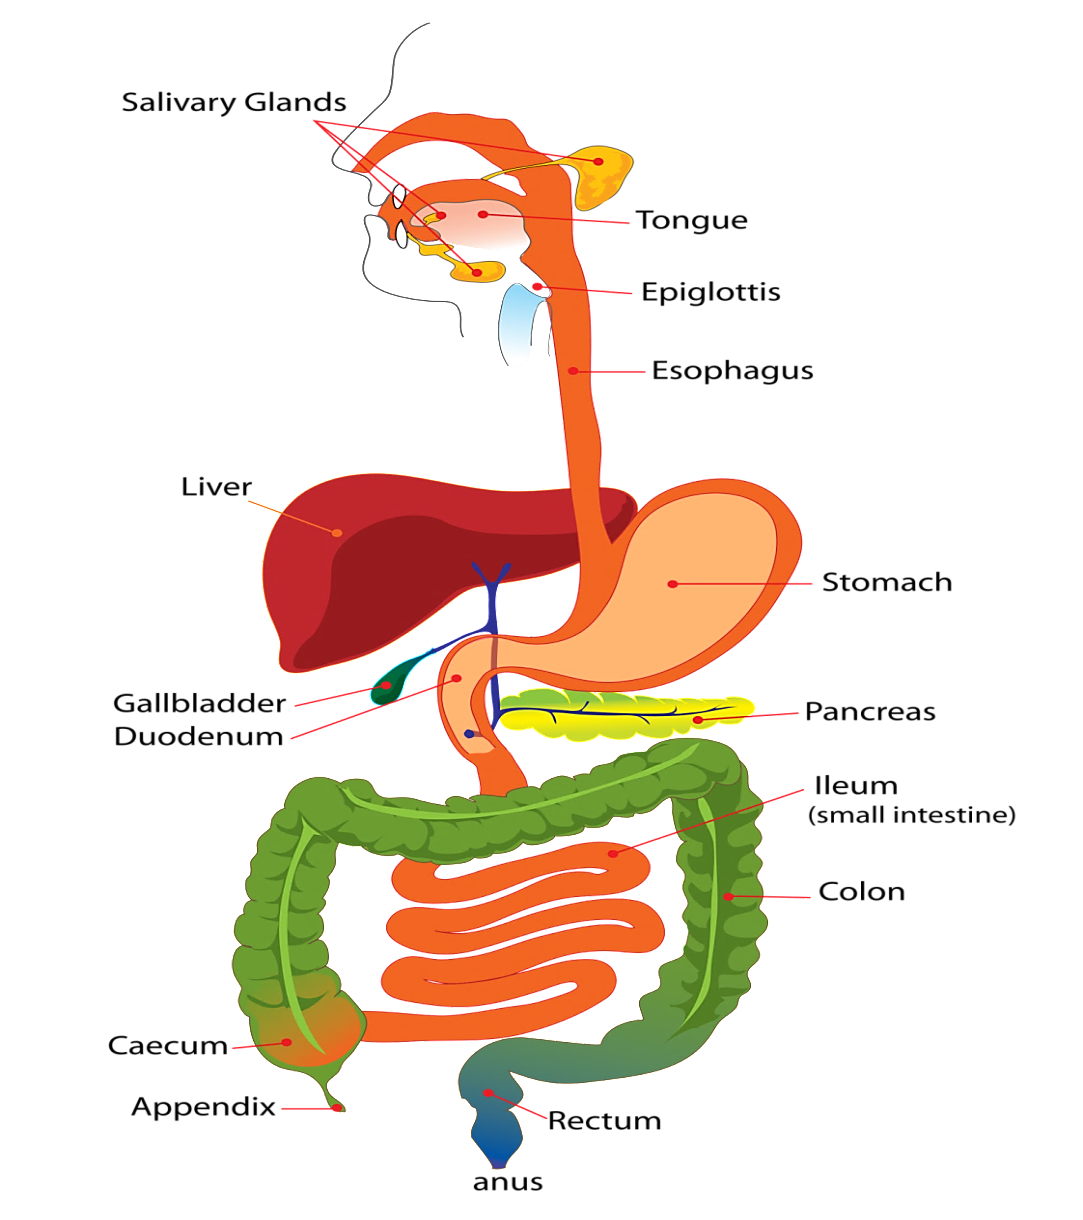 Salivary Glands
Tongue
Epiglottis
Esophagus
Liver
Stomach
Gallbladder
Duodenum
Pancreas
Ileum
(small intestine)
Colon
Caecum
Appendix
Rectum
anus